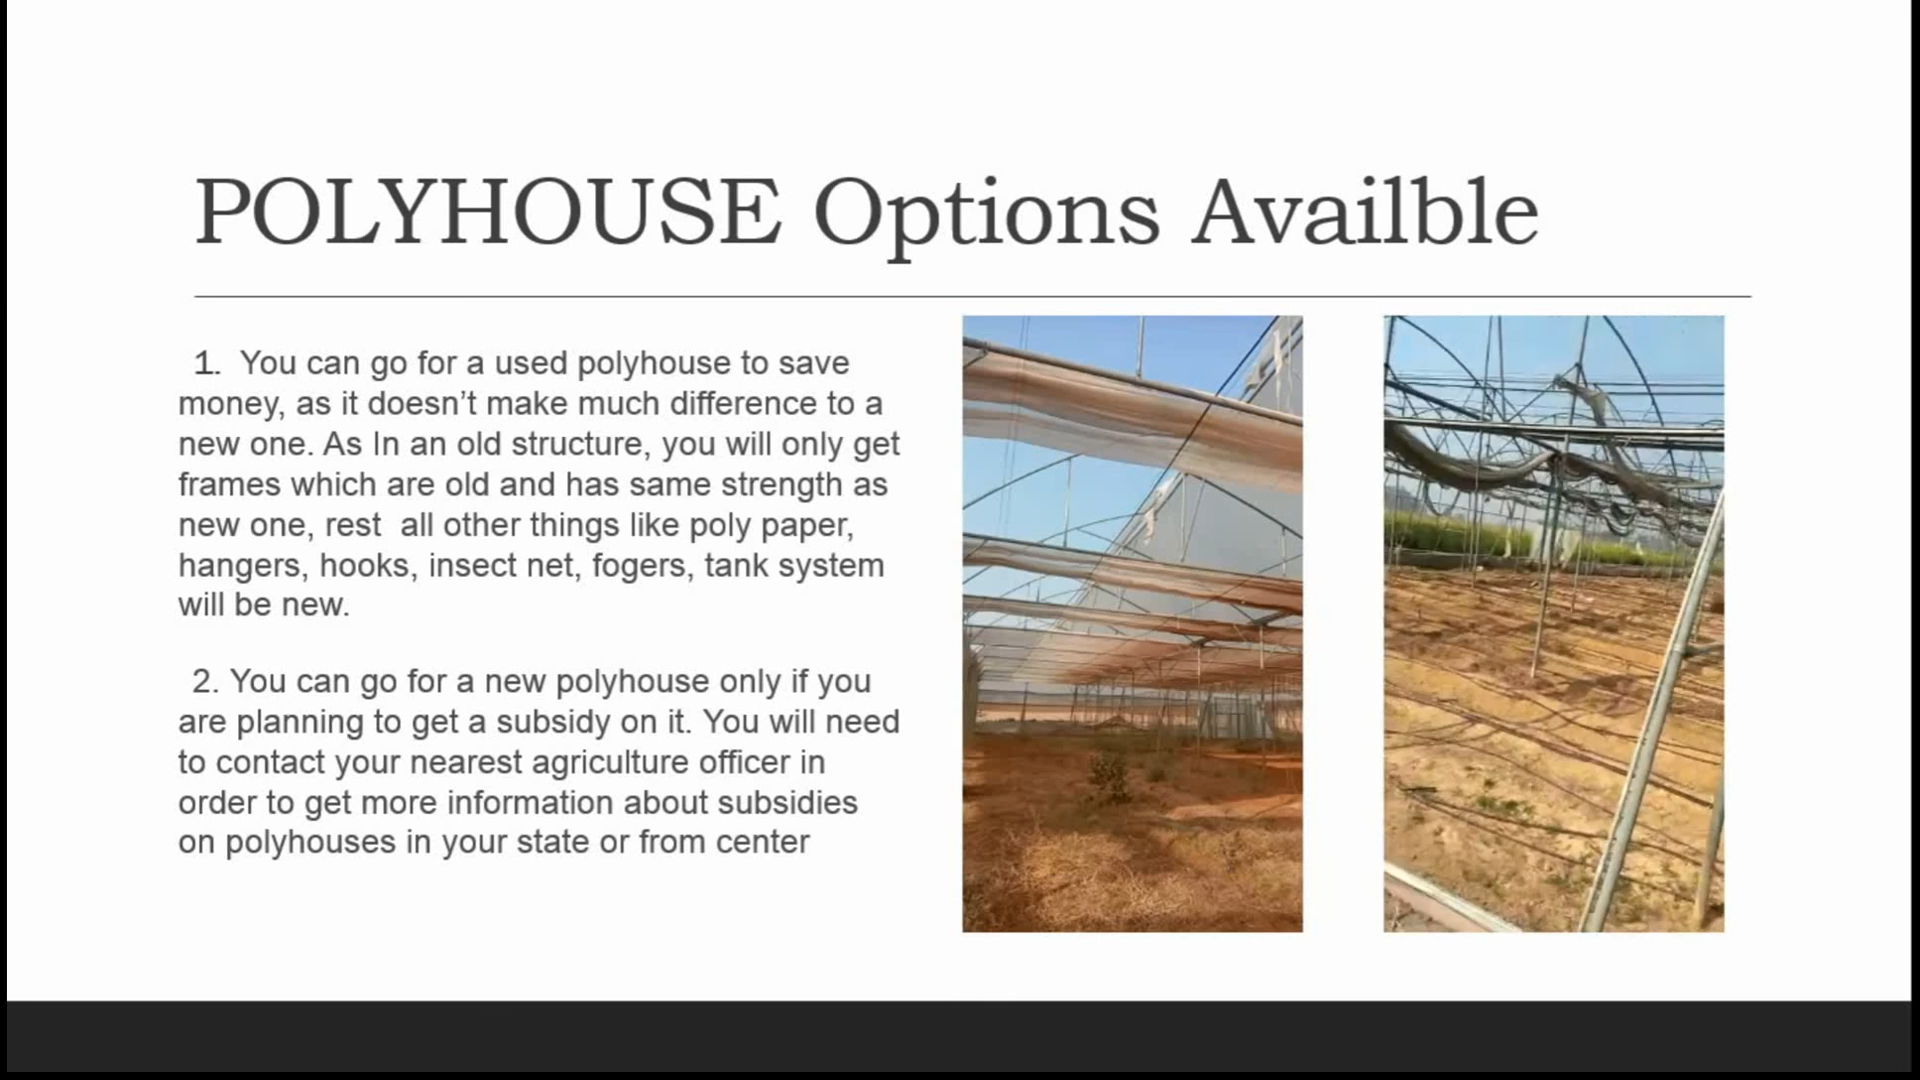 POLYHOUSE Options Availble
1. You can go for a used polyhouse to save
money, as it doesn’t make much difference to a
new one. As In an old structure, you will only get
frames which are old and has same strength as
new one, rest all other things like poly paper,
hangers, hooks, insect net, fogers, tank system
will be new.
2. You can go for a new polyhouse only if you
are planning to get a subsidy on it. You will need
to contact your nearest agriculture officer in
order to get more information about subsidies
on polyhouses in your state or from center